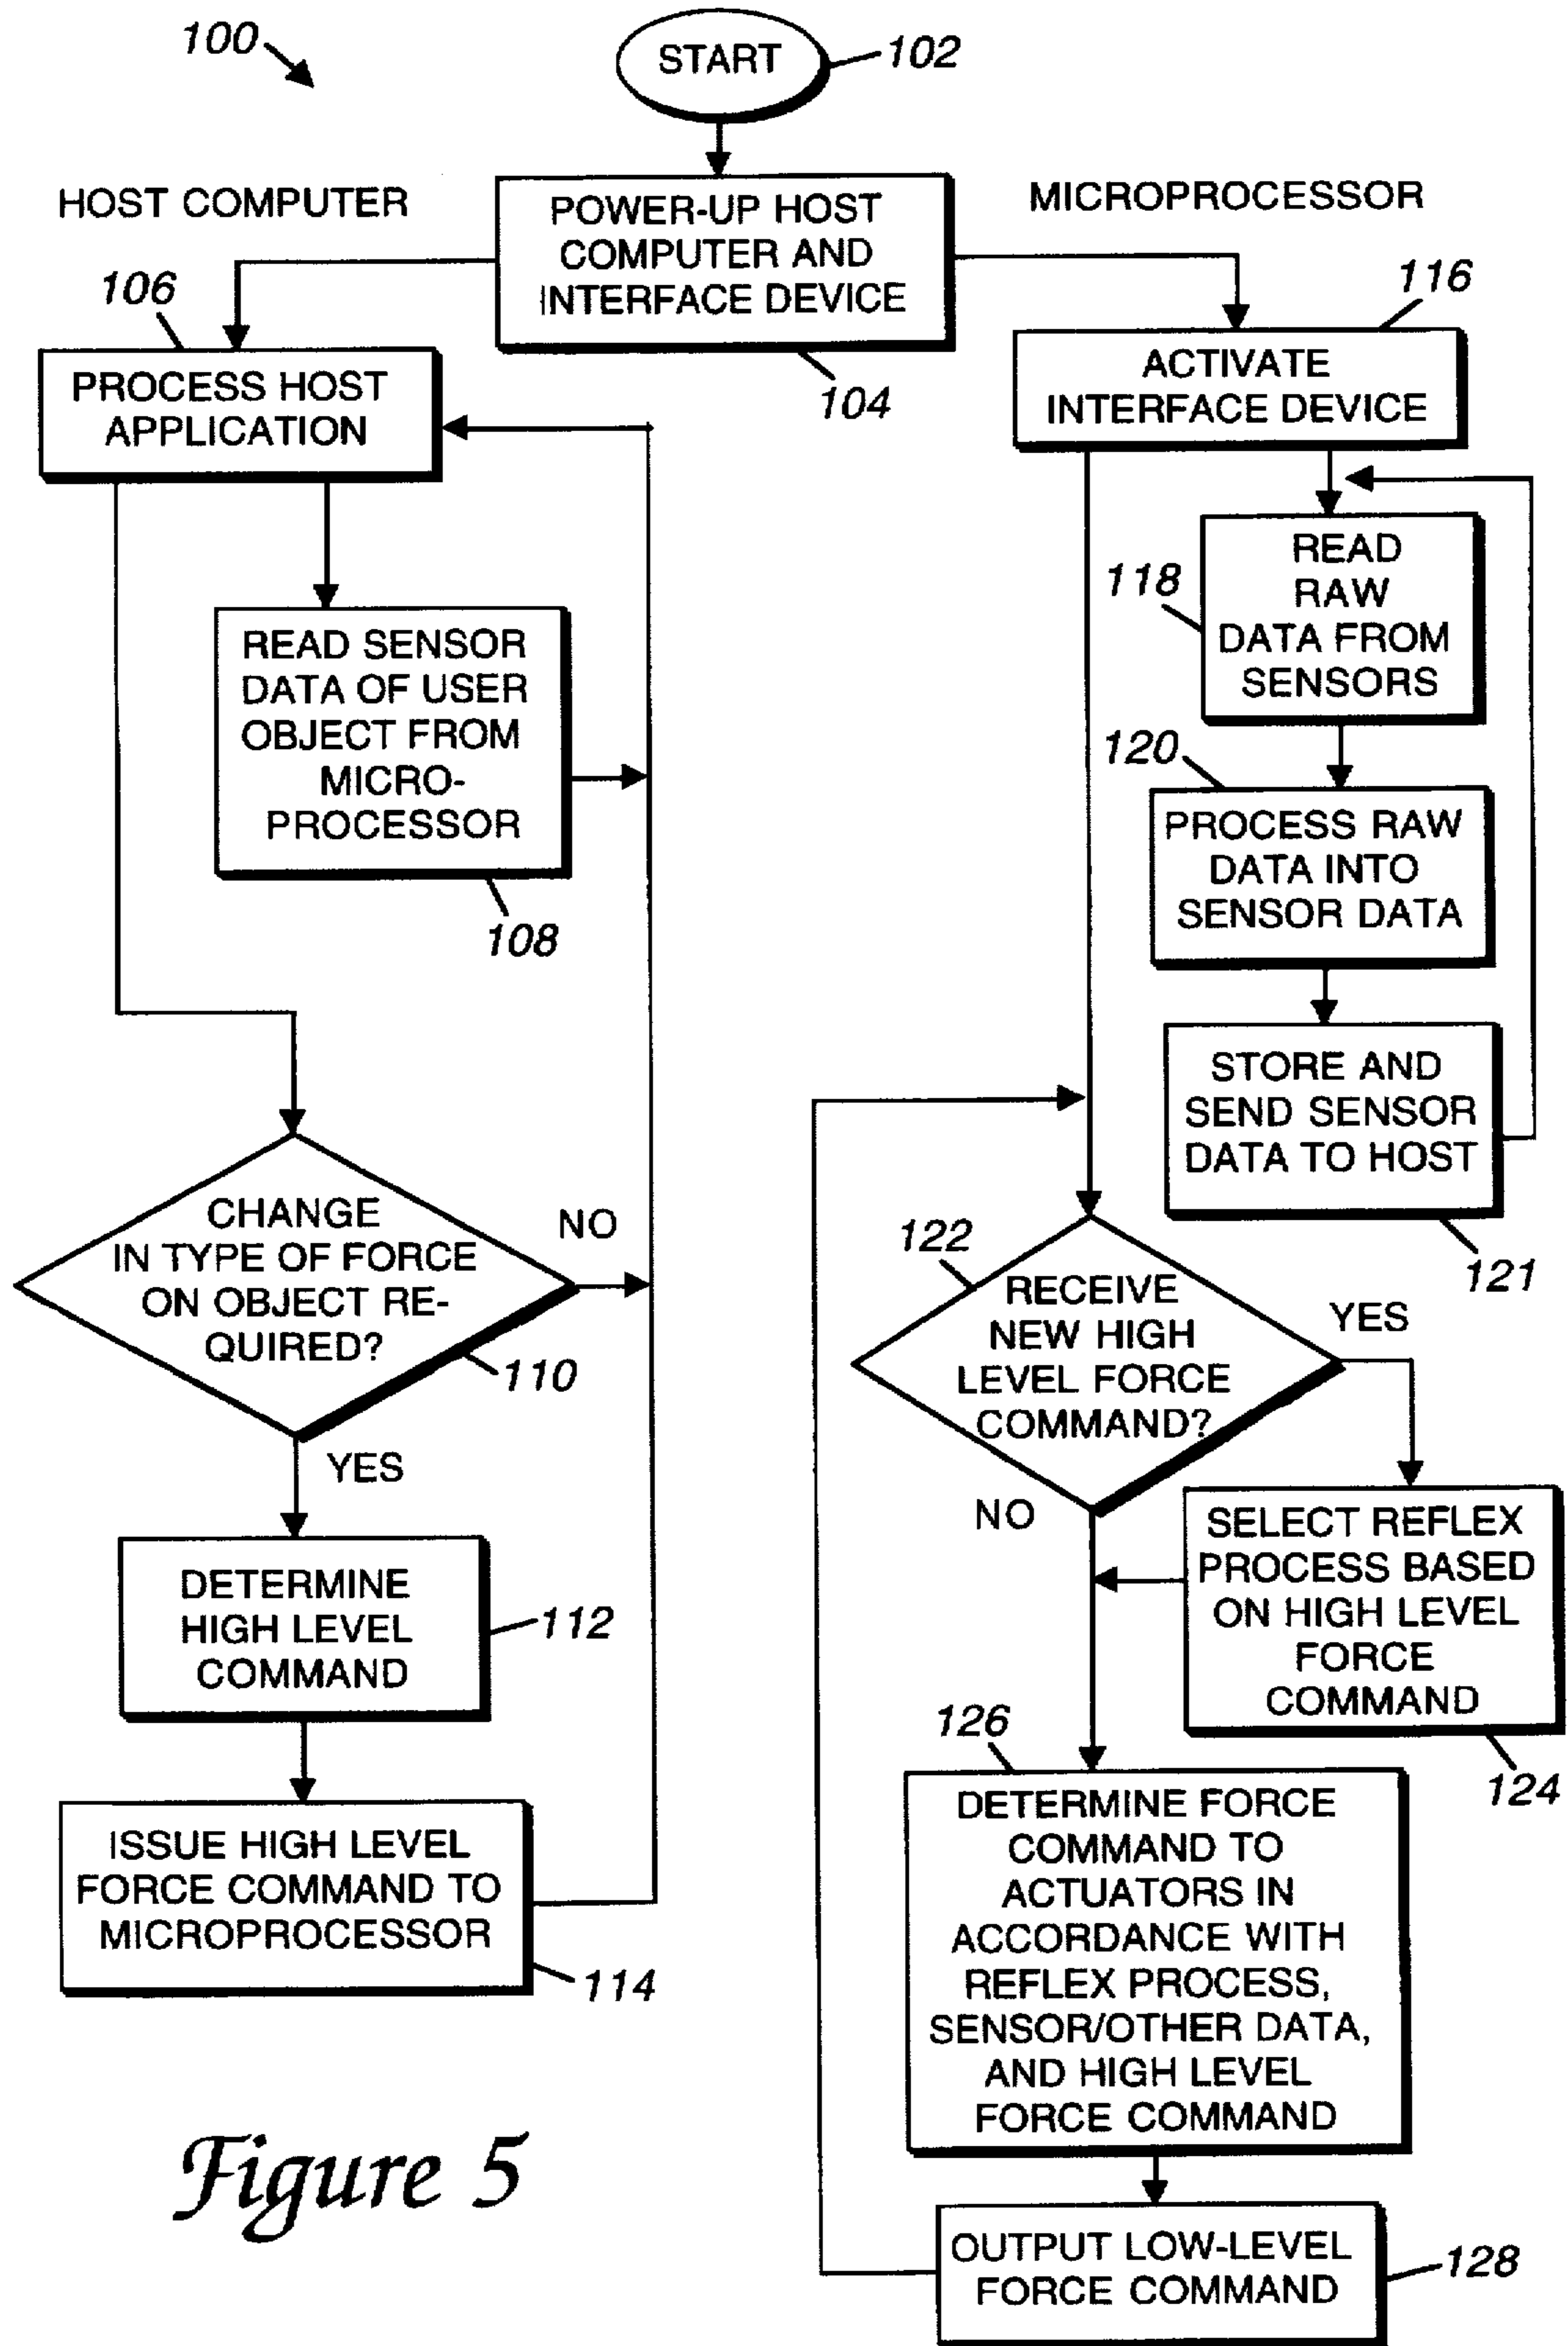 100
START
102
HOST COMPUTER
POWER-UP HOST
COMPUTER AND
INTERFACE DEVICE
104
MICROPROCESSOR
106
PROCESS HOST
APPLICATION
READ SENSOR
DATA OF USER
OBJECT FROM
MICRO-
PROCESSOR
108
CHANGE
IN TYPE OF FORCE
ON OBJECT RE-
QUIRED?
NO
110
YES
DETERMINE
HIGH LEVEL
COMMAND
112
ISSUE HIGH LEVEL
FORCE COMMAND TO
MICROPROCESSOR
114
116
ACTIVATE
INTERFACE DEVICE
118
READ
RAW
DATA FROM
SENSORS
120
PROCESS RAW
DATA INTO
SENSOR DATA
STORE AND
SEND SENSOR
DATA TO HOST
121
122
RECEIVE
NEW HIGH
LEVEL FORCE
COMMAND?
YES
NO
SELECT REFLEX
PROCESS BASED
ON HIGH LEVEL
FORCE
COMMAND
124
126
DETERMINE FORCE
COMMAND TO
ACTUATORS IN
ACCORDANCE WITH
REFLEX PROCESS,
SENSOR/OTHER DATA,
AND HIGH LEVEL
FORCE COMMAND
OUTPUT LOW-LEVEL
FORCE COMMAND
128
Figure 5